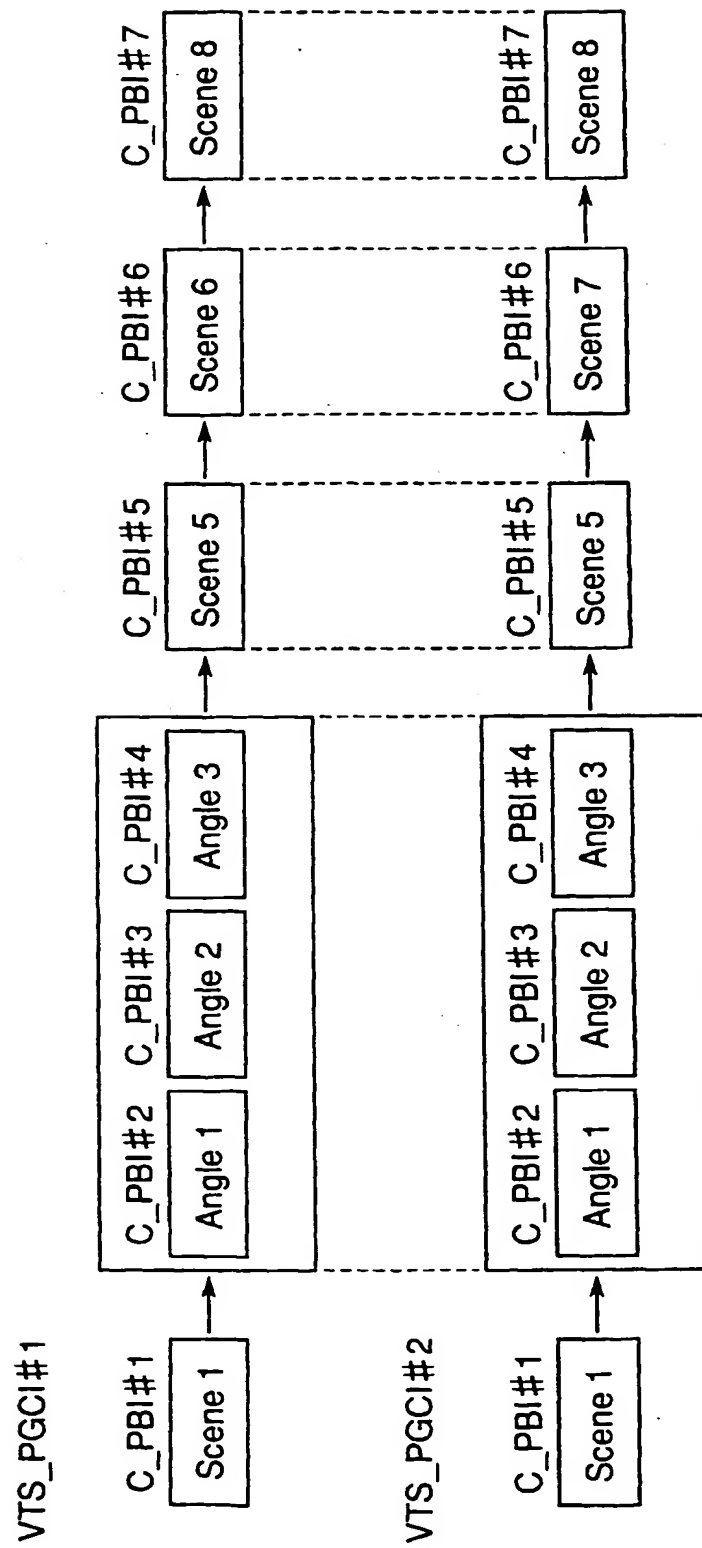 VTS_PGCI#1
C_PBI#1
Scene 1
C_PBI#2
Angle 1
C_PBI#3
Angle 2
C_PBI#4
Angle 3
C_PBI#5
Scene 5
C_PBI#6
Scene 6
C_PBI#7
Scene 8
VTS_PGCI#2
C_PBI#1
Scene 1
C_PBI#2
Angle 1
C_PBI#3
Angle 2
C_PBI#4
Angle 3
C_PBI#5
Scene 5
C_PBI#6
Scene 7
C_PBI#7
Scene 8